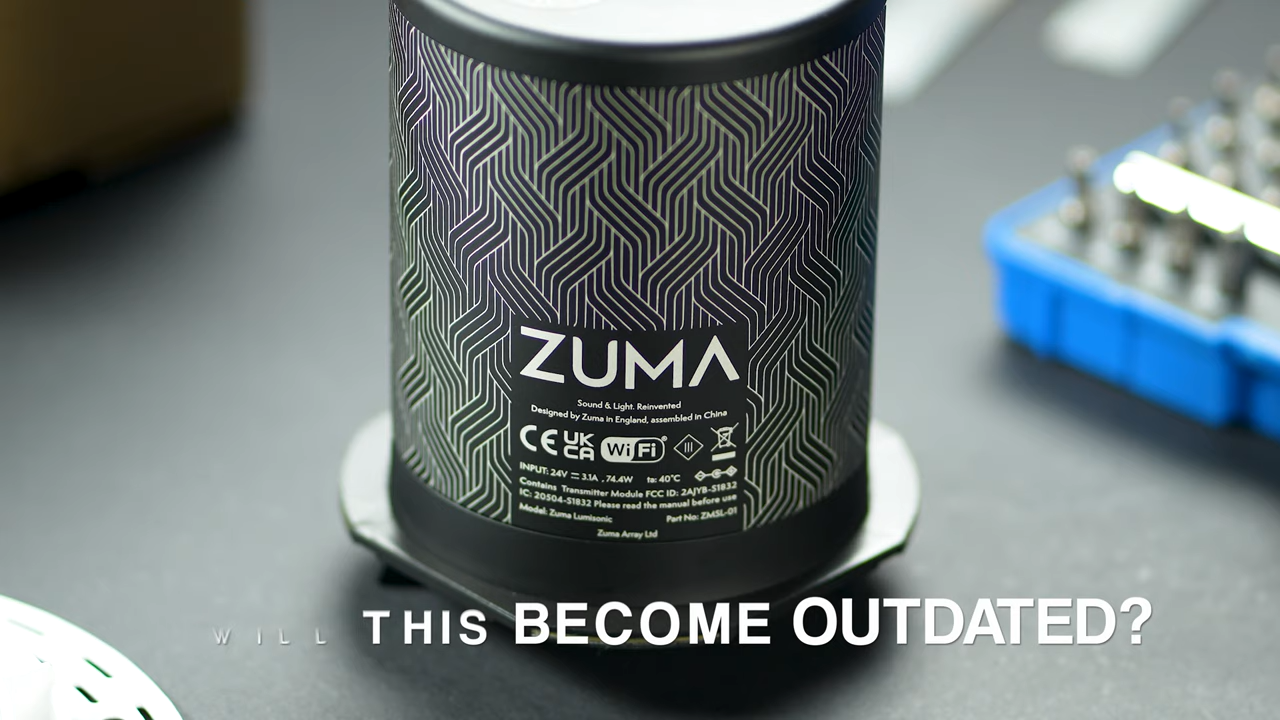 ZUMA
Sound & Light. Reinvented
Designed by Zuma in England, assembled in China
CE UK CA WiFi III
INPUT: 24V ⎓ 3.1A , 74.4W ta: 40°C
Contains Transmitter Module FCC ID: 2AJYB-S1832
IC: 20504-S1832 Please read the manual before use
Model: Zuma Lumisonic Part No: ZMSL-01
Zuma Array Ltd
WILL THIS BECOME OUTDATED?